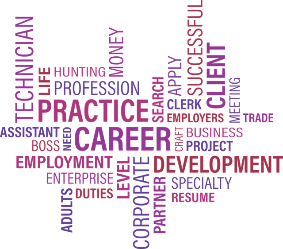 TECHNICIAN
LIFE
HUNTING
MONEY
PROFESSION
SUCCESSFUL
APPLY
CLIENT
SEARCH
PRACTICE
CLERK
MEETING
EMPLOYERS
TRADE
ASSISTANT
NEED
CAREER
CRAFT
BUSINESS
BOSS
PROJECT
EMPLOYMENT
LEVEL
CORPORATE
DEVELOPMENT
ENTERPRISE
PARTNER
SPECIALTY
ADULTS
DUTIES
RESUME